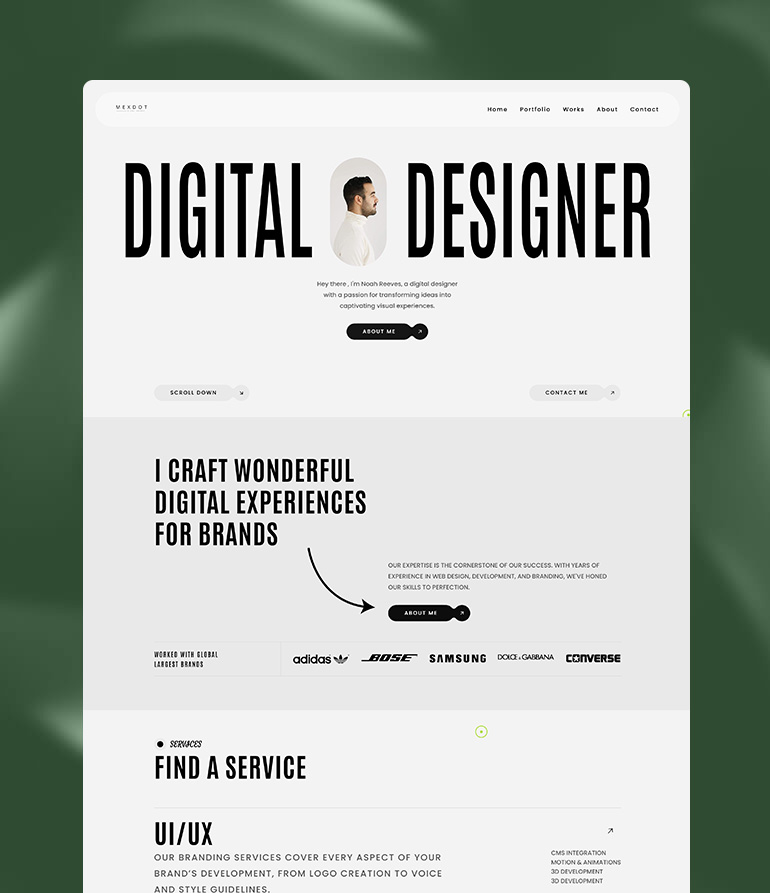 MEXDOT
Home Portfolio Works About Contact
DIGITAL DESIGNER
Hey there , I'm Noah Reeves, a digital designer
with a passion for transforming ideas into
captivating visual experiences.
ABOUT ME
SCROLL DOWN
CONTACT ME
I CRAFT WONDERFUL
DIGITAL EXPERIENCES
FOR BRANDS
OUR EXPERTISE IS THE CORNERSTONE OF OUR SUCCESS. WITH YEARS OF
EXPERIENCE IN WEB DESIGN, DEVELOPMENT, AND BRANDING, WE'VE HONED
OUR SKILLS TO PERFECTION.
ABOUT ME
WORKED WITH GLOBAL
LARGEST BRANDS
adidas BOSE SAMSUNG DOLCE & GABBANA CONVERSE
SERVICES
FIND A SERVICE
UI/UX
OUR BRANDING SERVICES COVER EVERY ASPECT OF YOUR
BRAND'S DEVELOPMENT, FROM LOGO CREATION TO VOICE
AND STYLE GUIDELINES.
CMS INTEGRATION
MOTION & ANIMATIONS
3D DEVELOPMENT
3D DEVELOPMENT